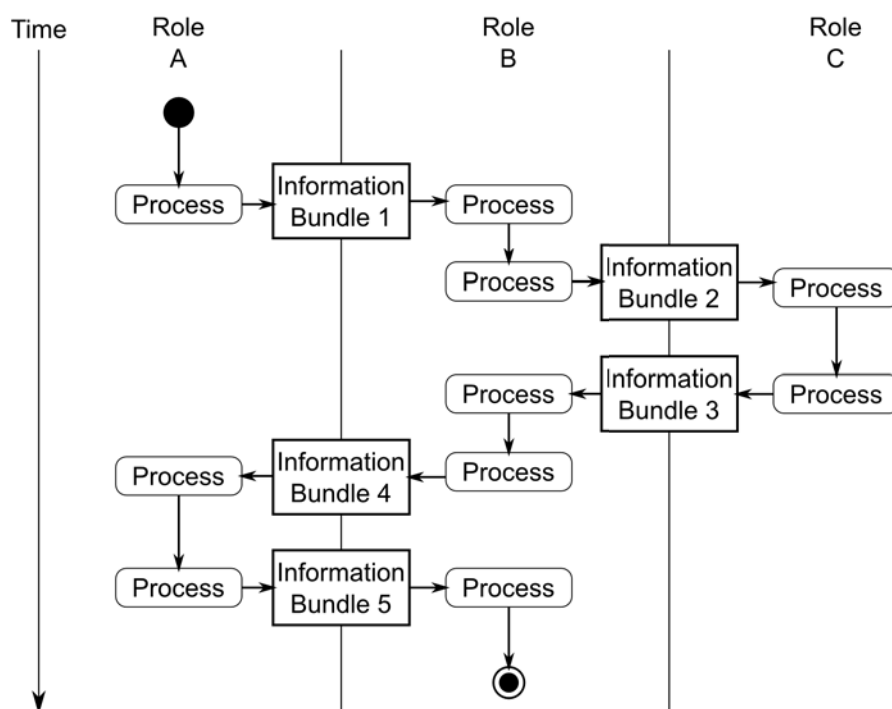 Time
Role
A
Role
B
Role
C
Process
Information
Bundle 1
Process
Process
Information
Bundle 2
Process
Process
Information
Bundle 3
Process
Process
Information
Bundle 4
Process
Process
Information
Bundle 5
Process